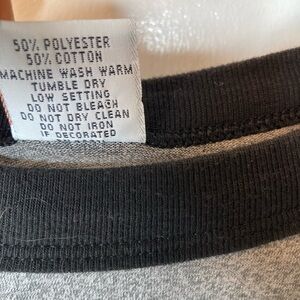 50% POLYESTER
50% COTTON
MACHINE WASH WARM
TUMBLE DRY
LOW SETTING
DO NOT BLEACH
DO NOT DRY CLEAN
DO NOT IRON
IF DECORATED